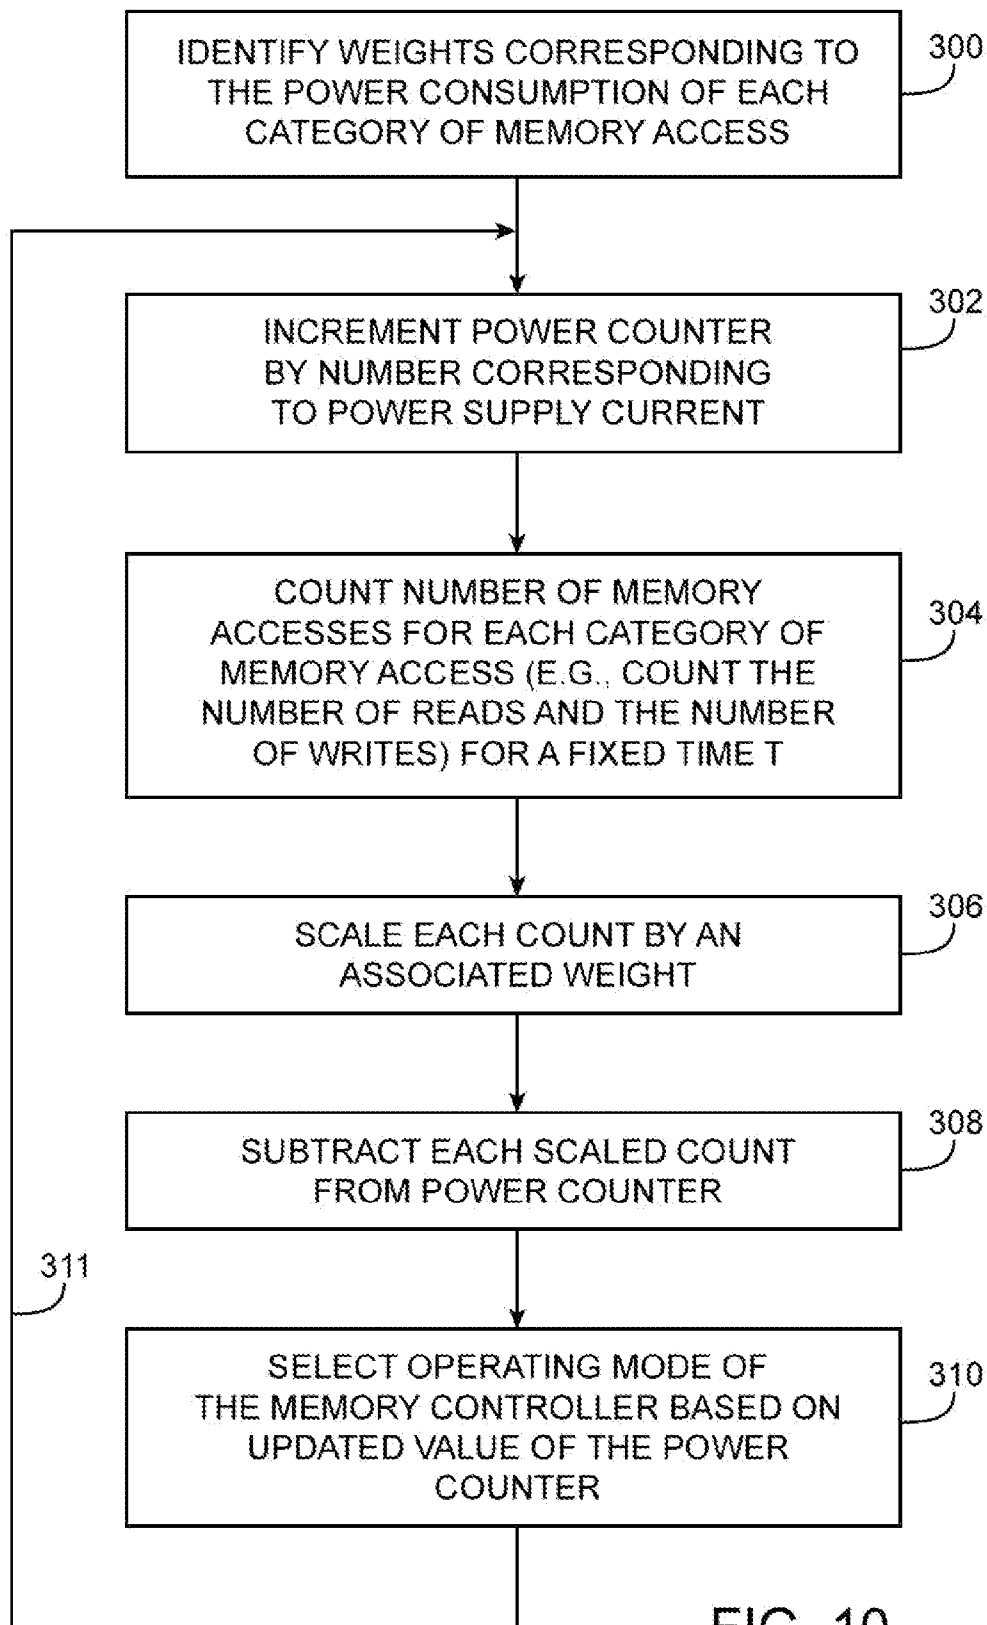 IDENTIFY WEIGHTS CORRESPONDING TO
THE POWER CONSUMPTION OF EACH
CATEGORY OF MEMORY ACCESS
300
INCREMENT POWER COUNTER
BY NUMBER CORRESPONDING
TO POWER SUPPLY CURRENT
302
COUNT NUMBER OF MEMORY
ACCESSES FOR EACH CATEGORY OF
MEMORY ACCESS (E.G., COUNT THE
NUMBER OF READS AND THE NUMBER
OF WRITES) FOR A FIXED TIME T
304
SCALE EACH COUNT BY AN
ASSOCIATED WEIGHT
306
SUBTRACT EACH SCALED COUNT
FROM POWER COUNTER
308
311
SELECT OPERATING MODE OF
THE MEMORY CONTROLLER BASED ON
UPDATED VALUE OF THE POWER
COUNTER
310
FIG.